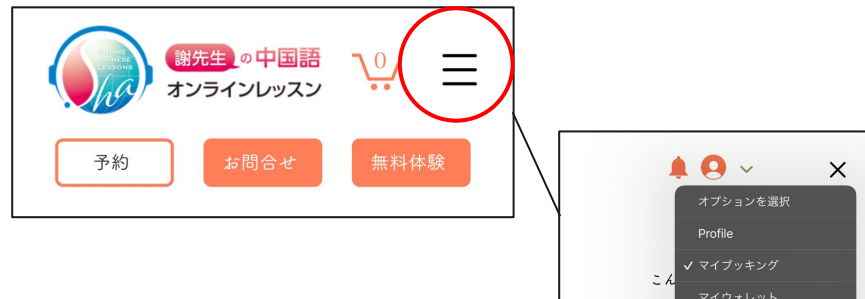 ONLINE
CHINESE
LESSONS
Sha
謝先生の中国語
オンラインレッスン
0
予約
お問合せ
無料体験
オプションを選択
Profile
✓ マイブッキング
こん
マイウォレット